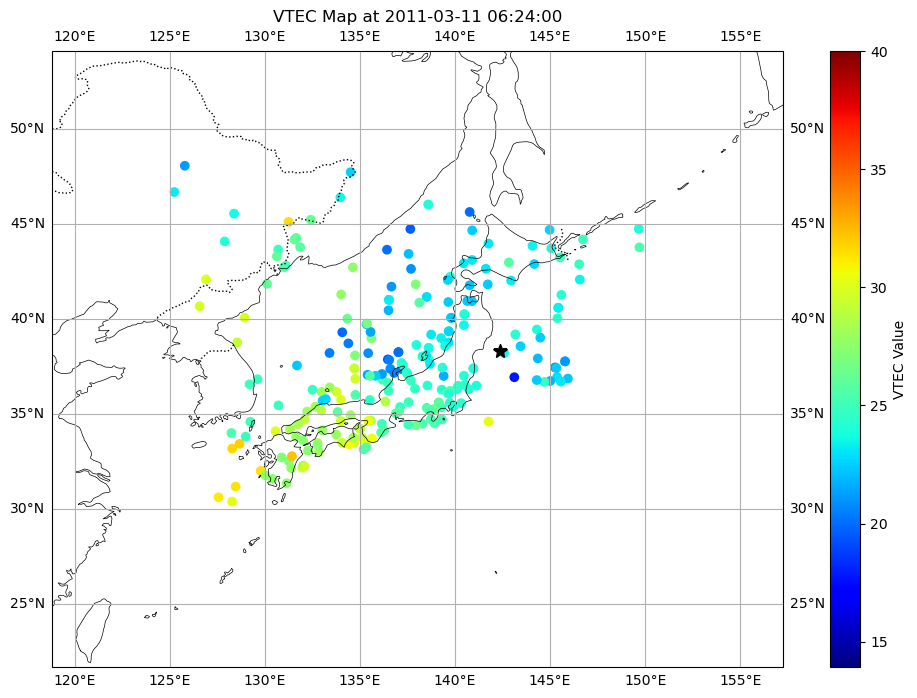 VTEC Map at 2011-03-11 06:24:00
120°E 125°E 130°E 135°E 140°E 145°E 150°E 155°E
40
50°N 50°N
35
45°N 45°N
40°N 40°N
30
VTEC Value
35°N 35°N
25
30°N 30°N
20
25°N 25°N
15
120°E 125°E 130°E 135°E 140°E 145°E 150°E 155°E